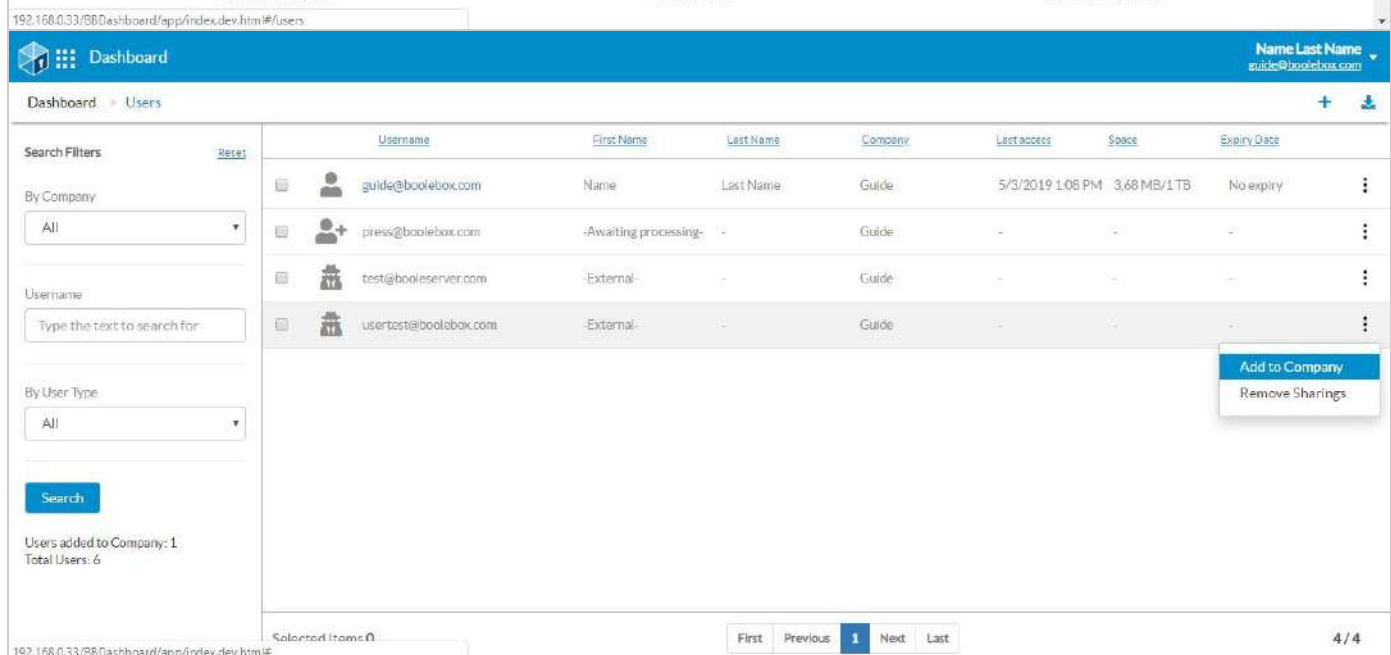 192.168.0.33/BBDashboard/app/index.dev.html#/users
Dashboard
Name Last Name
guide@boolebox.com
Dashboard > Users
Search Filters
Reset
By Company
All
Username
Type the text to search for
By User Type
All
Search
Users added to Company: 1
Total Users: 6
Username First Name Last Name Company Last access Space Expiry Date
guide@boolebox.com Name Last Name Guide 5/3/2019 1:08 PM 3,68 MB/1 TB No expiry
press@boolebox.com -Awaiting processing- - Guide - - -
test@booleserver.com -External- - Guide - - -
usertest@boolebox.com -External- - Guide - - -
Add to Company
Remove Sharings
Selected Items 0
First Previous 1 Next Last
4/4
192.168.0.33/BBDashboard/app/index.dev.html#